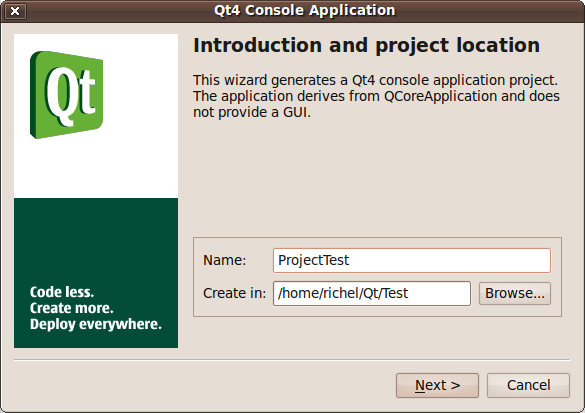 Qt4 Console Application
Qt
Introduction and project location
This wizard generates a Qt4 console application project.
The application derives from QCoreApplication and does
not provide a GUI.
Name: ProjectTest
Create in: /home/richel/Qt/Test Browse...
Code less.
Create more.
Deploy everywhere.
Next > Cancel